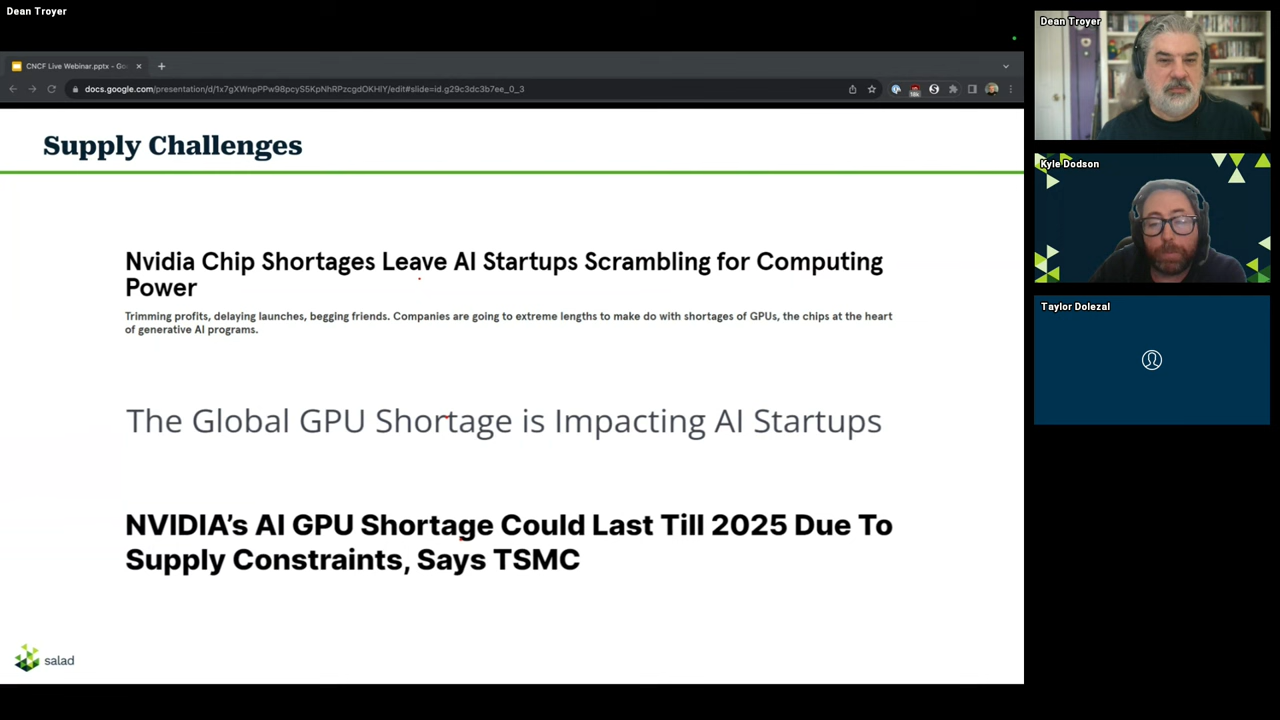 Dean Troyer
CNCF Live Webinar.pptx - Go
docs.google.com/presentation/d/1x7gXWnpPPw98pcyS5KpNhRPzcgdOKHlY/edit#slide=id.g29c3dc3b7ee_0_3
Supply Challenges
Nvidia Chip Shortages Leave AI Startups Scrambling for Computing
Power
Trimming profits, delaying launches, begging friends. Companies are going to extreme lengths to make do with shortages of GPUs, the chips at the heart
of generative AI programs.
The Global GPU Shortage is Impacting AI Startups
NVIDIA’s AI GPU Shortage Could Last Till 2025 Due To
Supply Constraints, Says TSMC
salad
Dean Troyer
Kyle Dodson
Taylor Dolezal